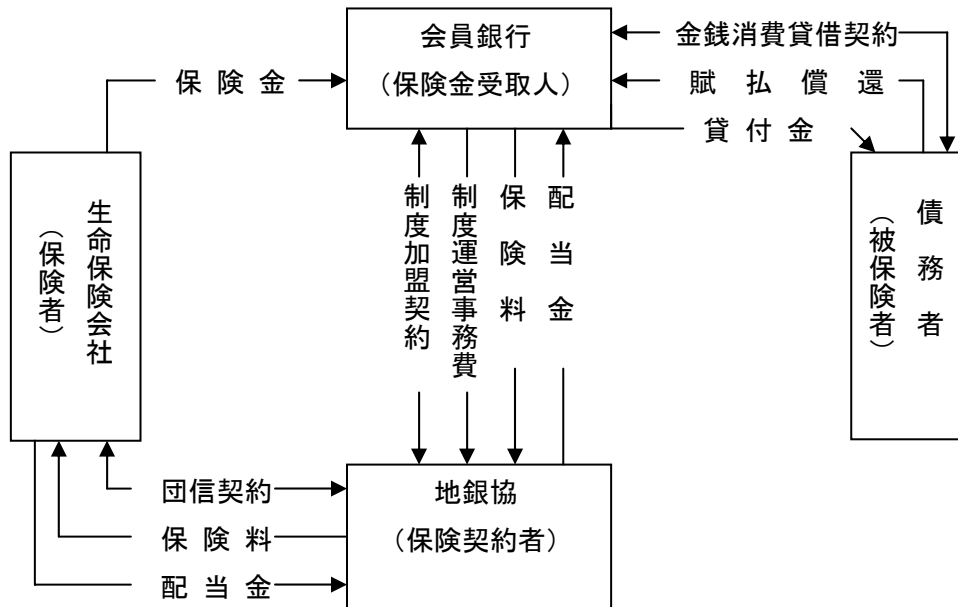 会員銀行
（保険金受取人）
金銭消費貸借契約
賦払償還
貸付金
保険金
生命保険会社
（保険者）
制度加盟契約
制度運営事務費
保険料
配当金
債務者
（被保険者）
団信契約
保険料
配当金
地銀協
（保険契約者）